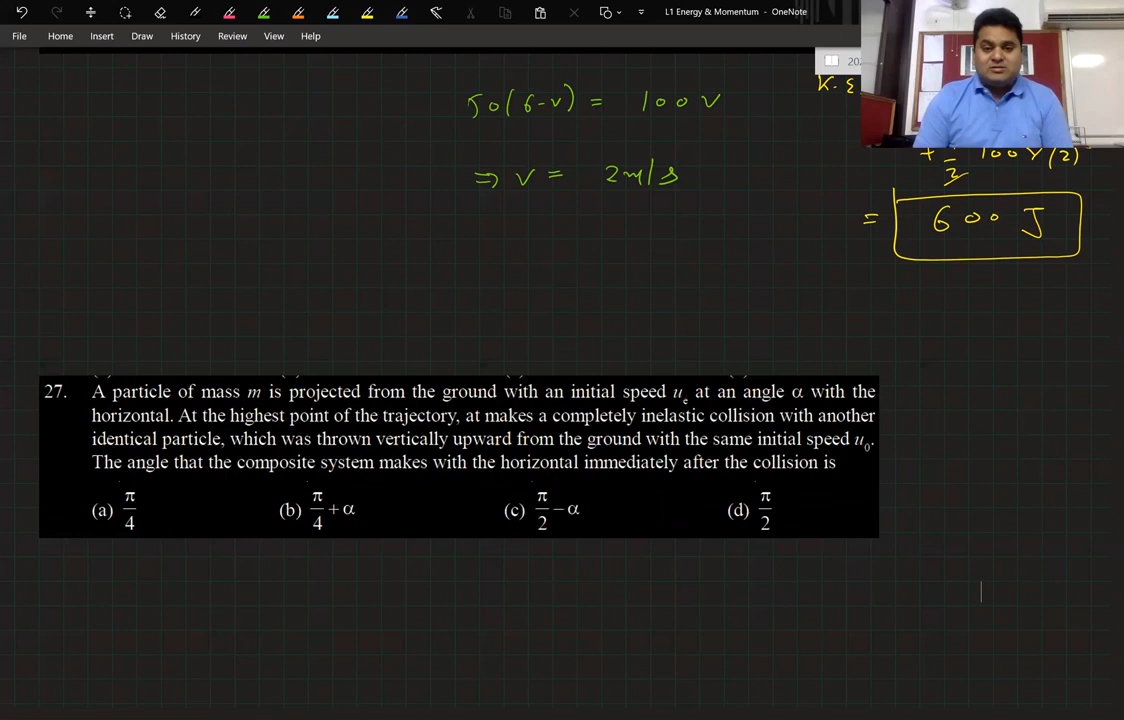 L1 Energy & Momentum - OneNote
File Home Insert Draw History Review View Help
50(6-v) = 100v
⇒ v = 2m/s
K.E
= 600 J
27. A particle of mass m is projected from the ground with an initial speed u꜀ at an angle α with the
horizontal. At the highest point of the trajectory, at makes a completely inelastic collision with another
identical particle, which was thrown vertically upward from the ground with the same initial speed u₀.
The angle that the composite system makes with the horizontal immediately after the collision is
(a) π/4 (b) π/4 + α (c) π/2 − α (d) π/2